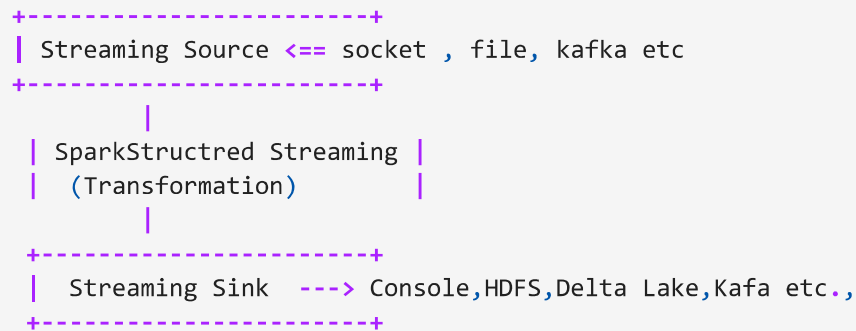 +------------------------+
| Streaming Source <== socket , file, kafka etc
+------------------------+
|
| SparkStructred Streaming |
| (Transformation) |
|
+------------------------+
| Streaming Sink ---> Console,HDFS,Delta Lake,Kafa etc.,
+------------------------+